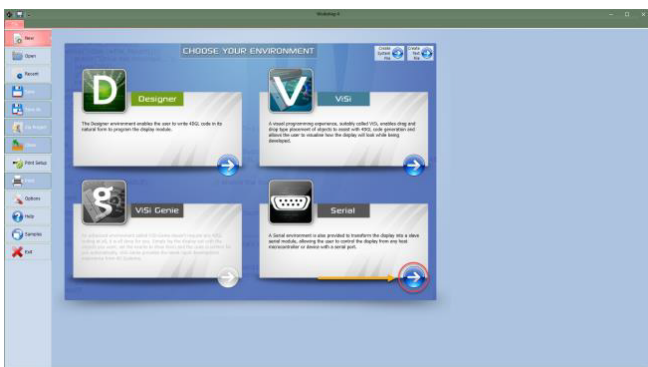 Workshop 4
New
Open
Recent
Save
Save As
Print Setup
Print
Options
Help
Samples
Exit
CHOOSE YOUR ENVIRONMENT
Create
System
File
Create
Text
File
Designer
The Designer environment enables the user to write 4DGL code in its
natural form to program the display module.
ViSi
A visual programming experience, suitably called ViSi, enables drag and
drop type placement of objects to assist with 4DGL code generation and
allows the user to visualise how the display will look while being
developed.
ViSi Genie
Serial
A Serial environment is also provided to transform the display into a slave
serial module, allowing the user to control the display from any host
microcontroller or device with a serial port.